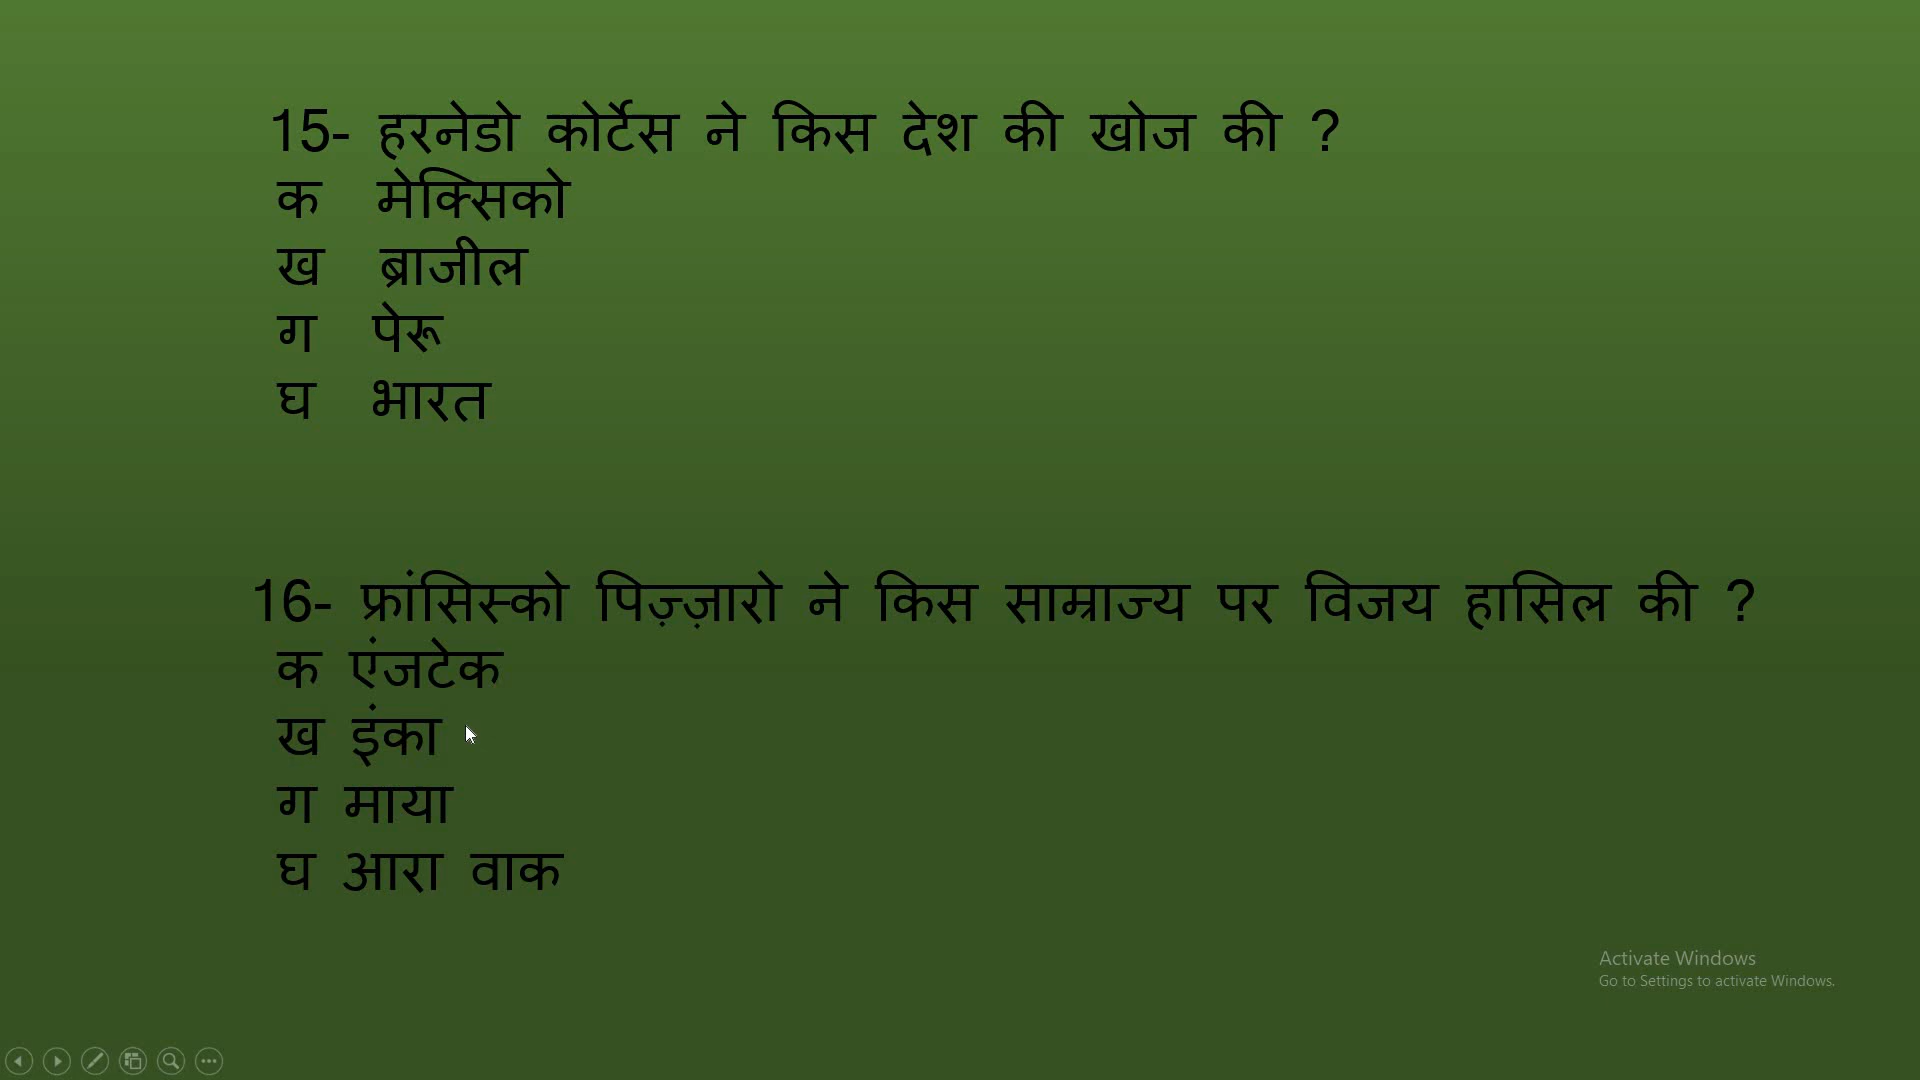 15- हरनेडो कोर्टेस ने किस देश की खोज की ?
क मेक्सिको
ख ब्राजील
ग पेरू
घ भारत
16- फ्रांसिस्को पिज़्ज़ारो ने किस साम्राज्य पर विजय हासिल की ?
क एंजटेक
ख इंका
ग माया
घ आरा वाक
Activate Windows
Go to Settings to activate Windows.